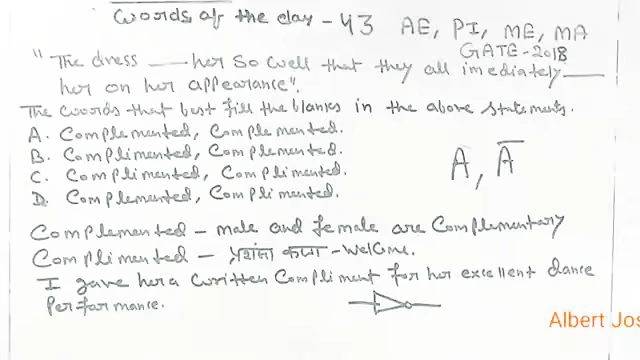 Words of the day - 43 AE, PI, ME, MA
GATE-2018
"The dress ___ her so well that they all imediately ___
her on her appearance".
The words that best fill the blanks in the above statements.
A. Complemented, Complemented.
B. Complimented, Complemented.
C. Complimented, Complimented.
D. Complemented, Complimented.
A, A̅
Complemented - male and female are Complementary
Complimented - प्रशंसा करना - Welcome.
I gave her a written Compliment for her excellent dance
Performance.
Albert Jos